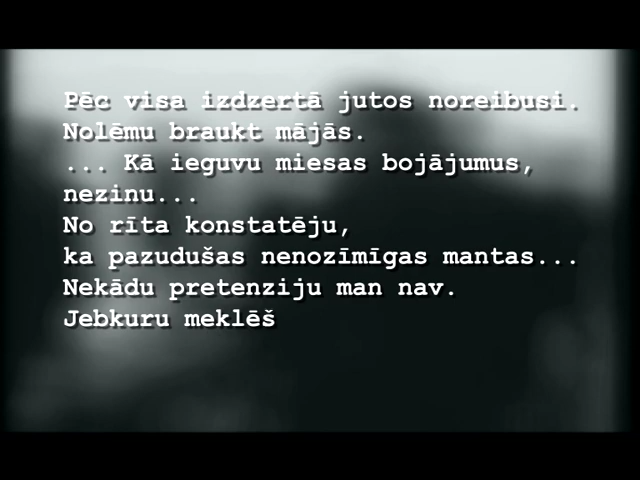 Pēc visa izdzertā jutos noreibusi.
Nolēmu braukt mājās.
... Kā ieguvu miesas bojājumus,
nezinu...
No rīta konstatēju,
ka pazudušas nenozīmīgas mantas...
Nekādu pretenziju man nav.
Jebkuru meklēš